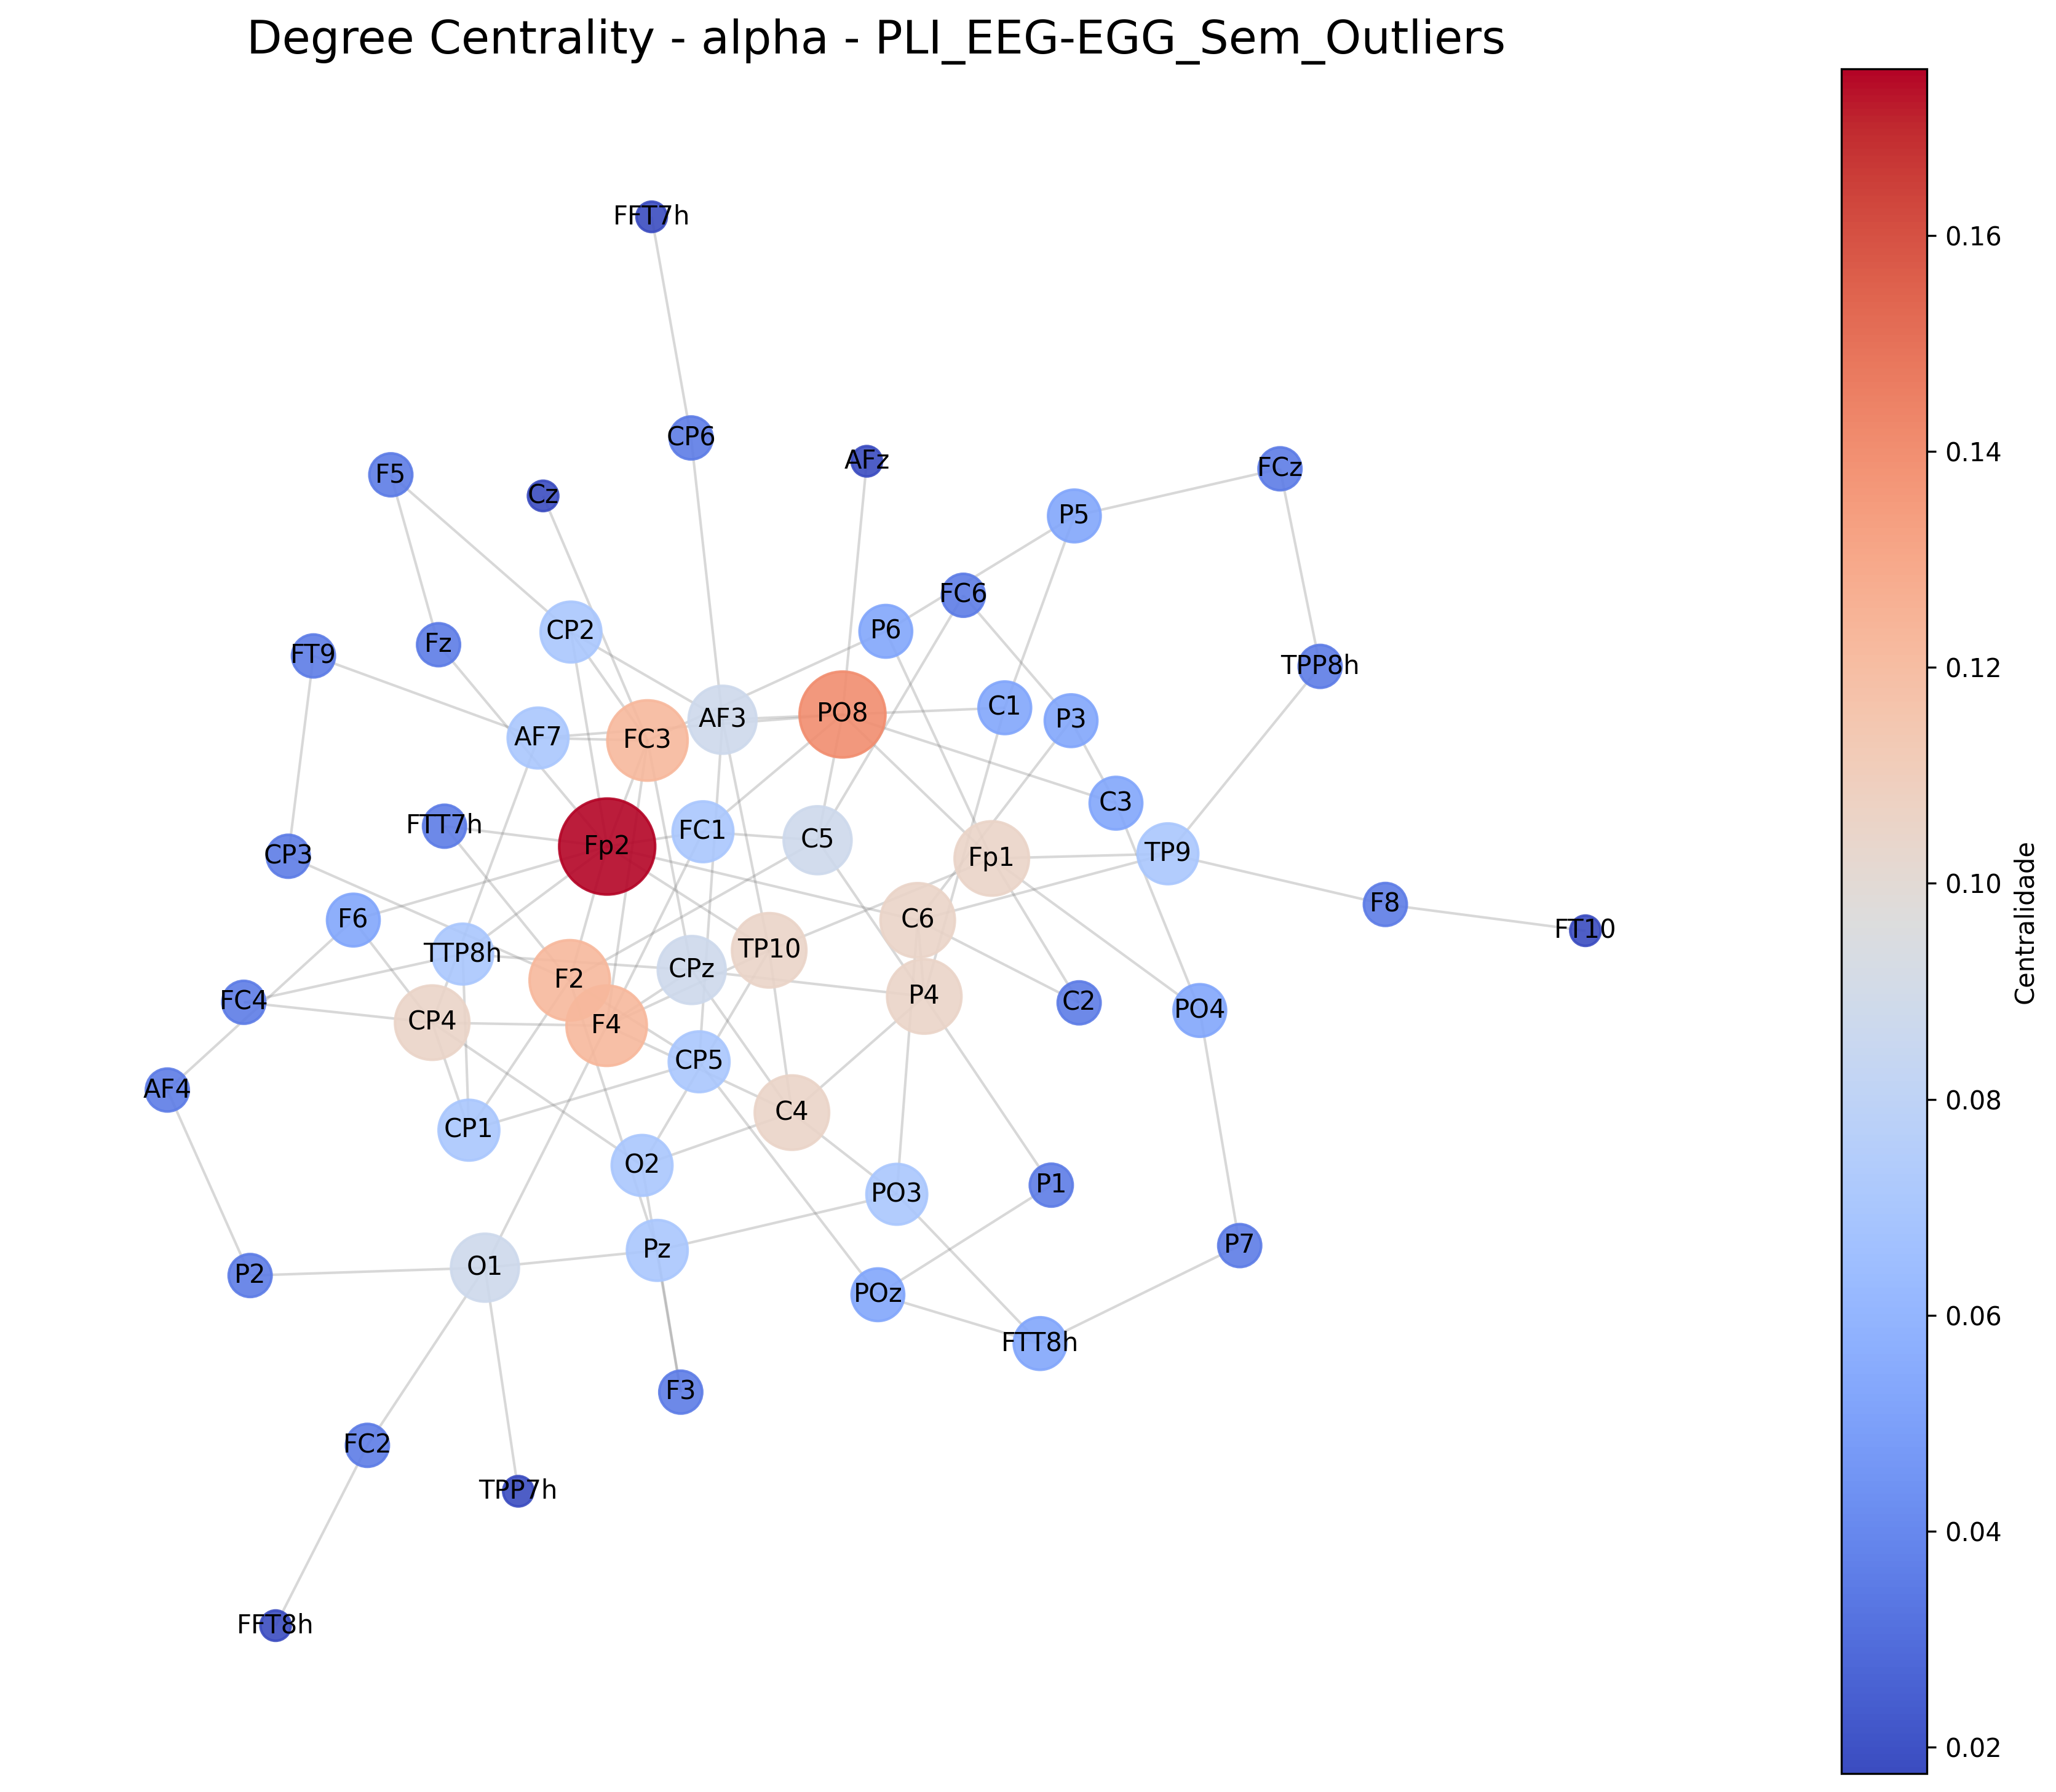 Degree Centrality - alpha - PLI_EEG-EGG_Sem_Outliers
FFT7h
CP6
AFz
F5
FCz
Cz
P5
FC6
CP2
P6
Fz
FT9
TPP8h
C1
AF3
PO8
P3
AF7
FC3
C3
FTT7h
FC1
C5
Fp2
TP9
CP3
Fp1
F8
F6
C6
FT10
TP10
TTP8h
CPz
F2
P4
FC4
C2
PO4
CP4
F4
CP5
AF4
C4
CP1
O2
P1
PO3
P7
Pz
O1
P2
POz
FTT8h
F3
FC2
TPP7h
FFT8h
0.16
0.14
0.12
0.10
0.08
0.06
0.04
0.02
Centralidade